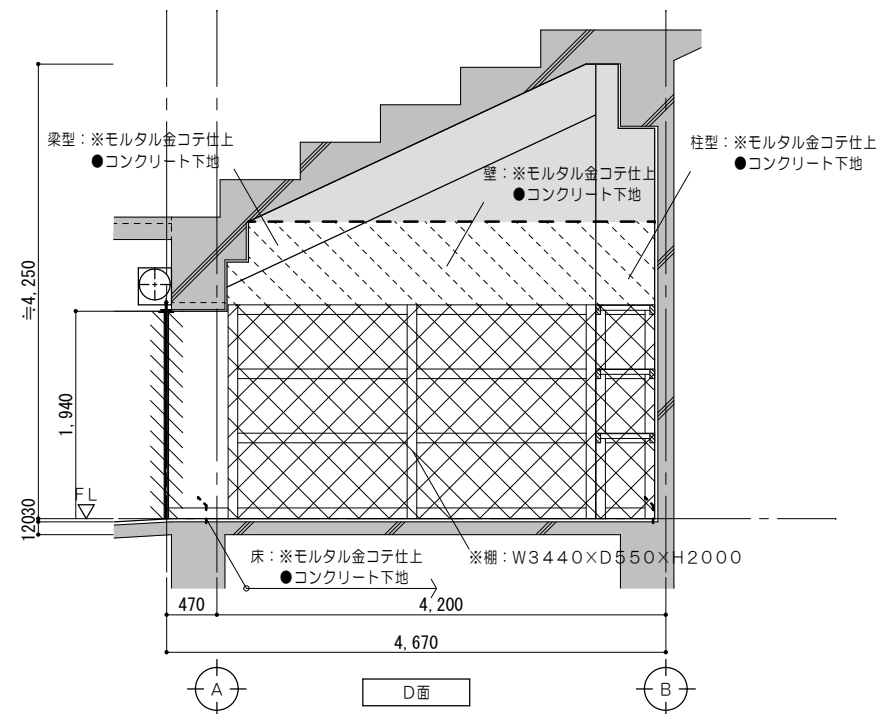 梁型：※モルタル金コテ仕上
●コンクリート下地
壁：※モルタル金コテ仕上
●コンクリート下地
柱型：※モルタル金コテ仕上
●コンクリート下地
≒4,250
1,940
FL
12030
床：※モルタル金コテ仕上
●コンクリート下地
※棚：W3440×D550×H2000
470
4,200
4,670
A
D面
B